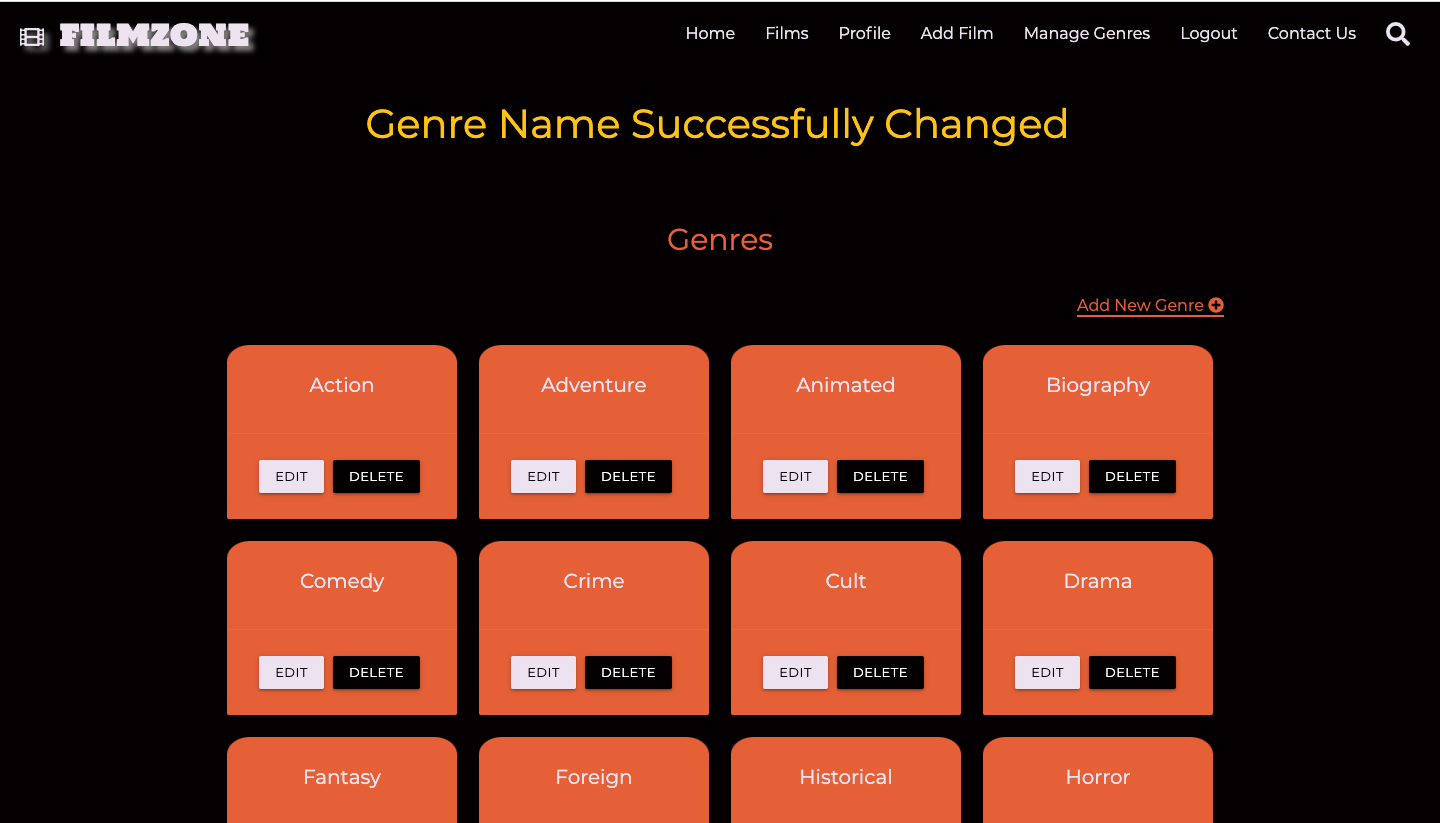 FILMZONE
Home Films Profile Add Film Manage Genres Logout Contact Us
Genre Name Successfully Changed
Genres
Add New Genre
Action Adventure Animated Biography
EDIT DELETE EDIT DELETE EDIT DELETE EDIT DELETE
Comedy Crime Cult Drama
EDIT DELETE EDIT DELETE EDIT DELETE EDIT DELETE
Fantasy Foreign Historical Horror